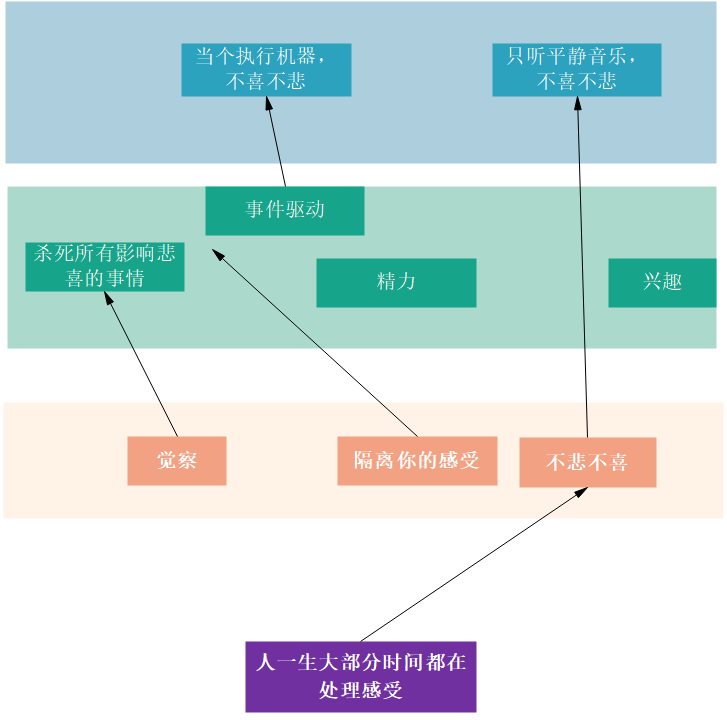 当个执行机器，
不喜不悲
只听平静音乐，
不喜不悲
事件驱动
杀死所有影响悲
喜的事情
精力
兴趣
觉察
隔离你的感受
不悲不喜
人一生大部分时间都在
处理感受